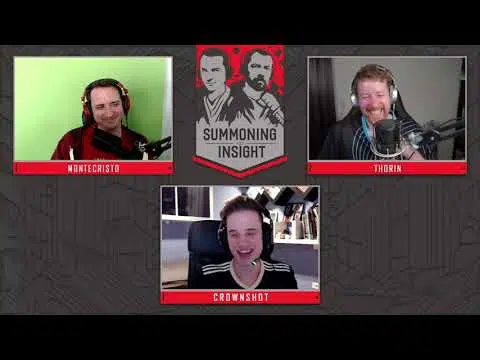 SUMMONING
INSIGHT
MONTECRISTO
THORIN
CROWNSHOT